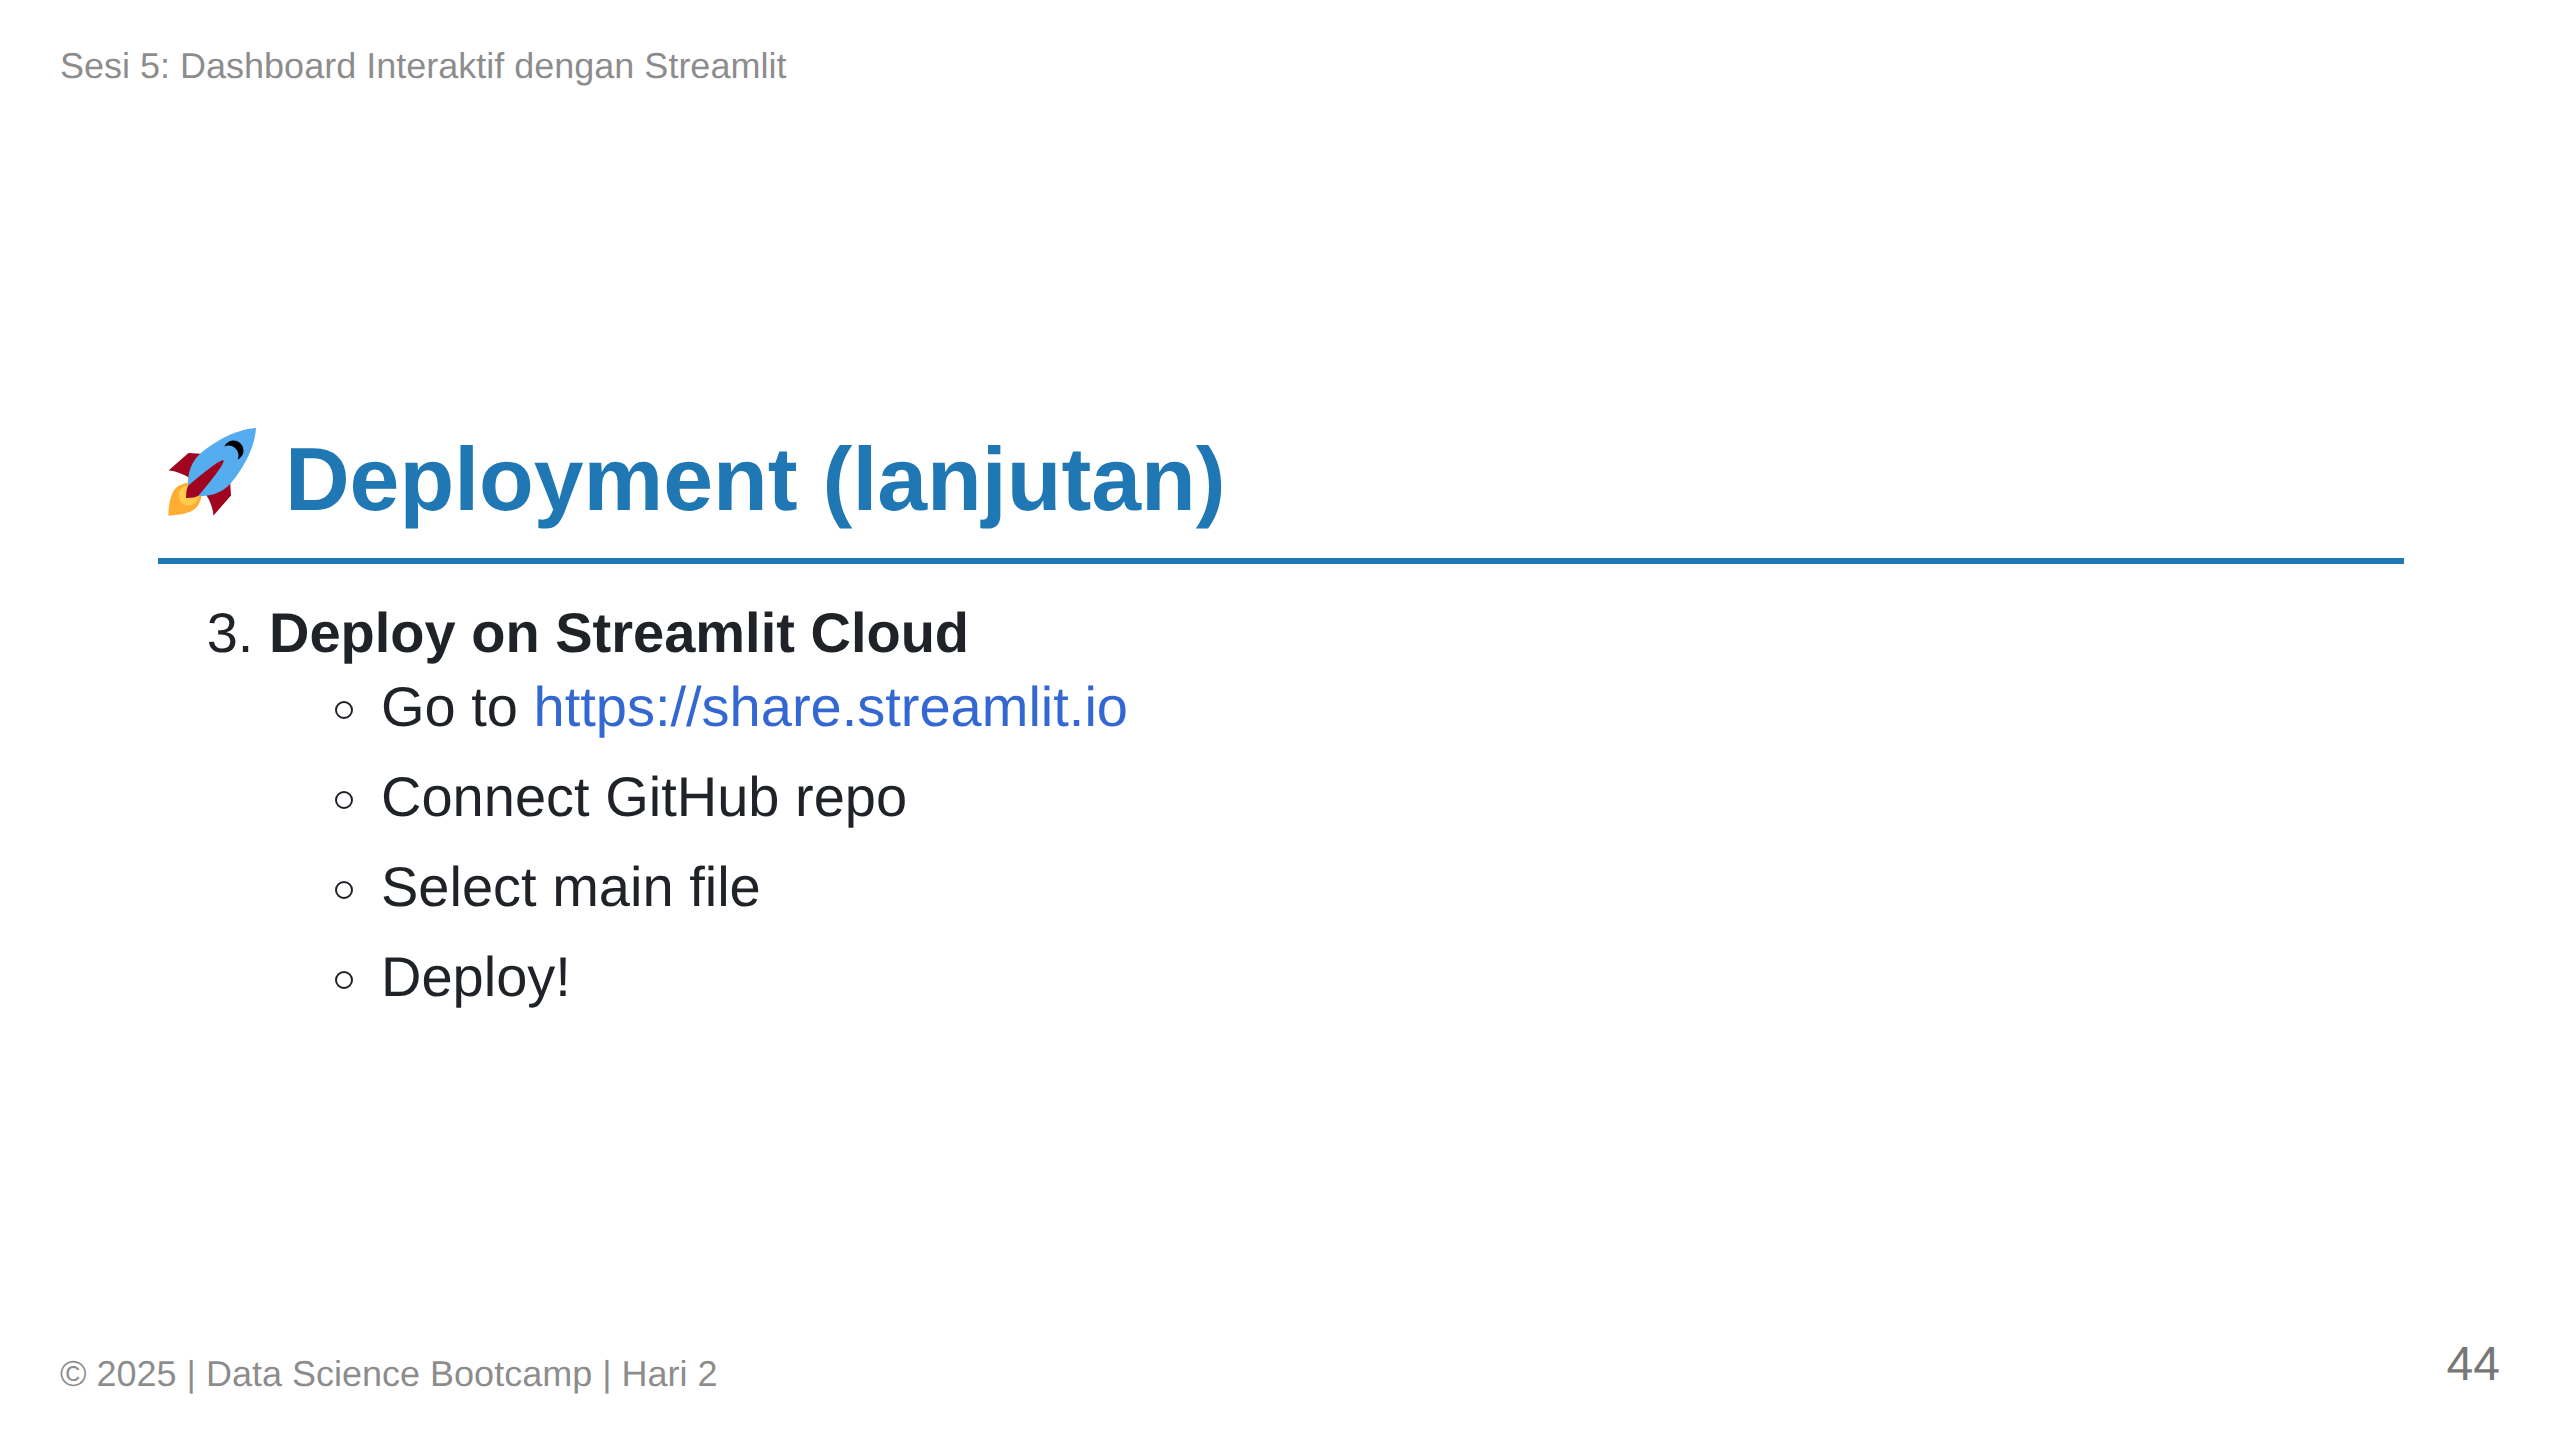 Sesi 5: Dashboard Interaktif dengan Streamlit
🚀 Deployment (lanjutan)
3. Deploy on Streamlit Cloud
○ Go to https://share.streamlit.io
○ Connect GitHub repo
○ Select main file
○ Deploy!
© 2025 | Data Science Bootcamp | Hari 2
44